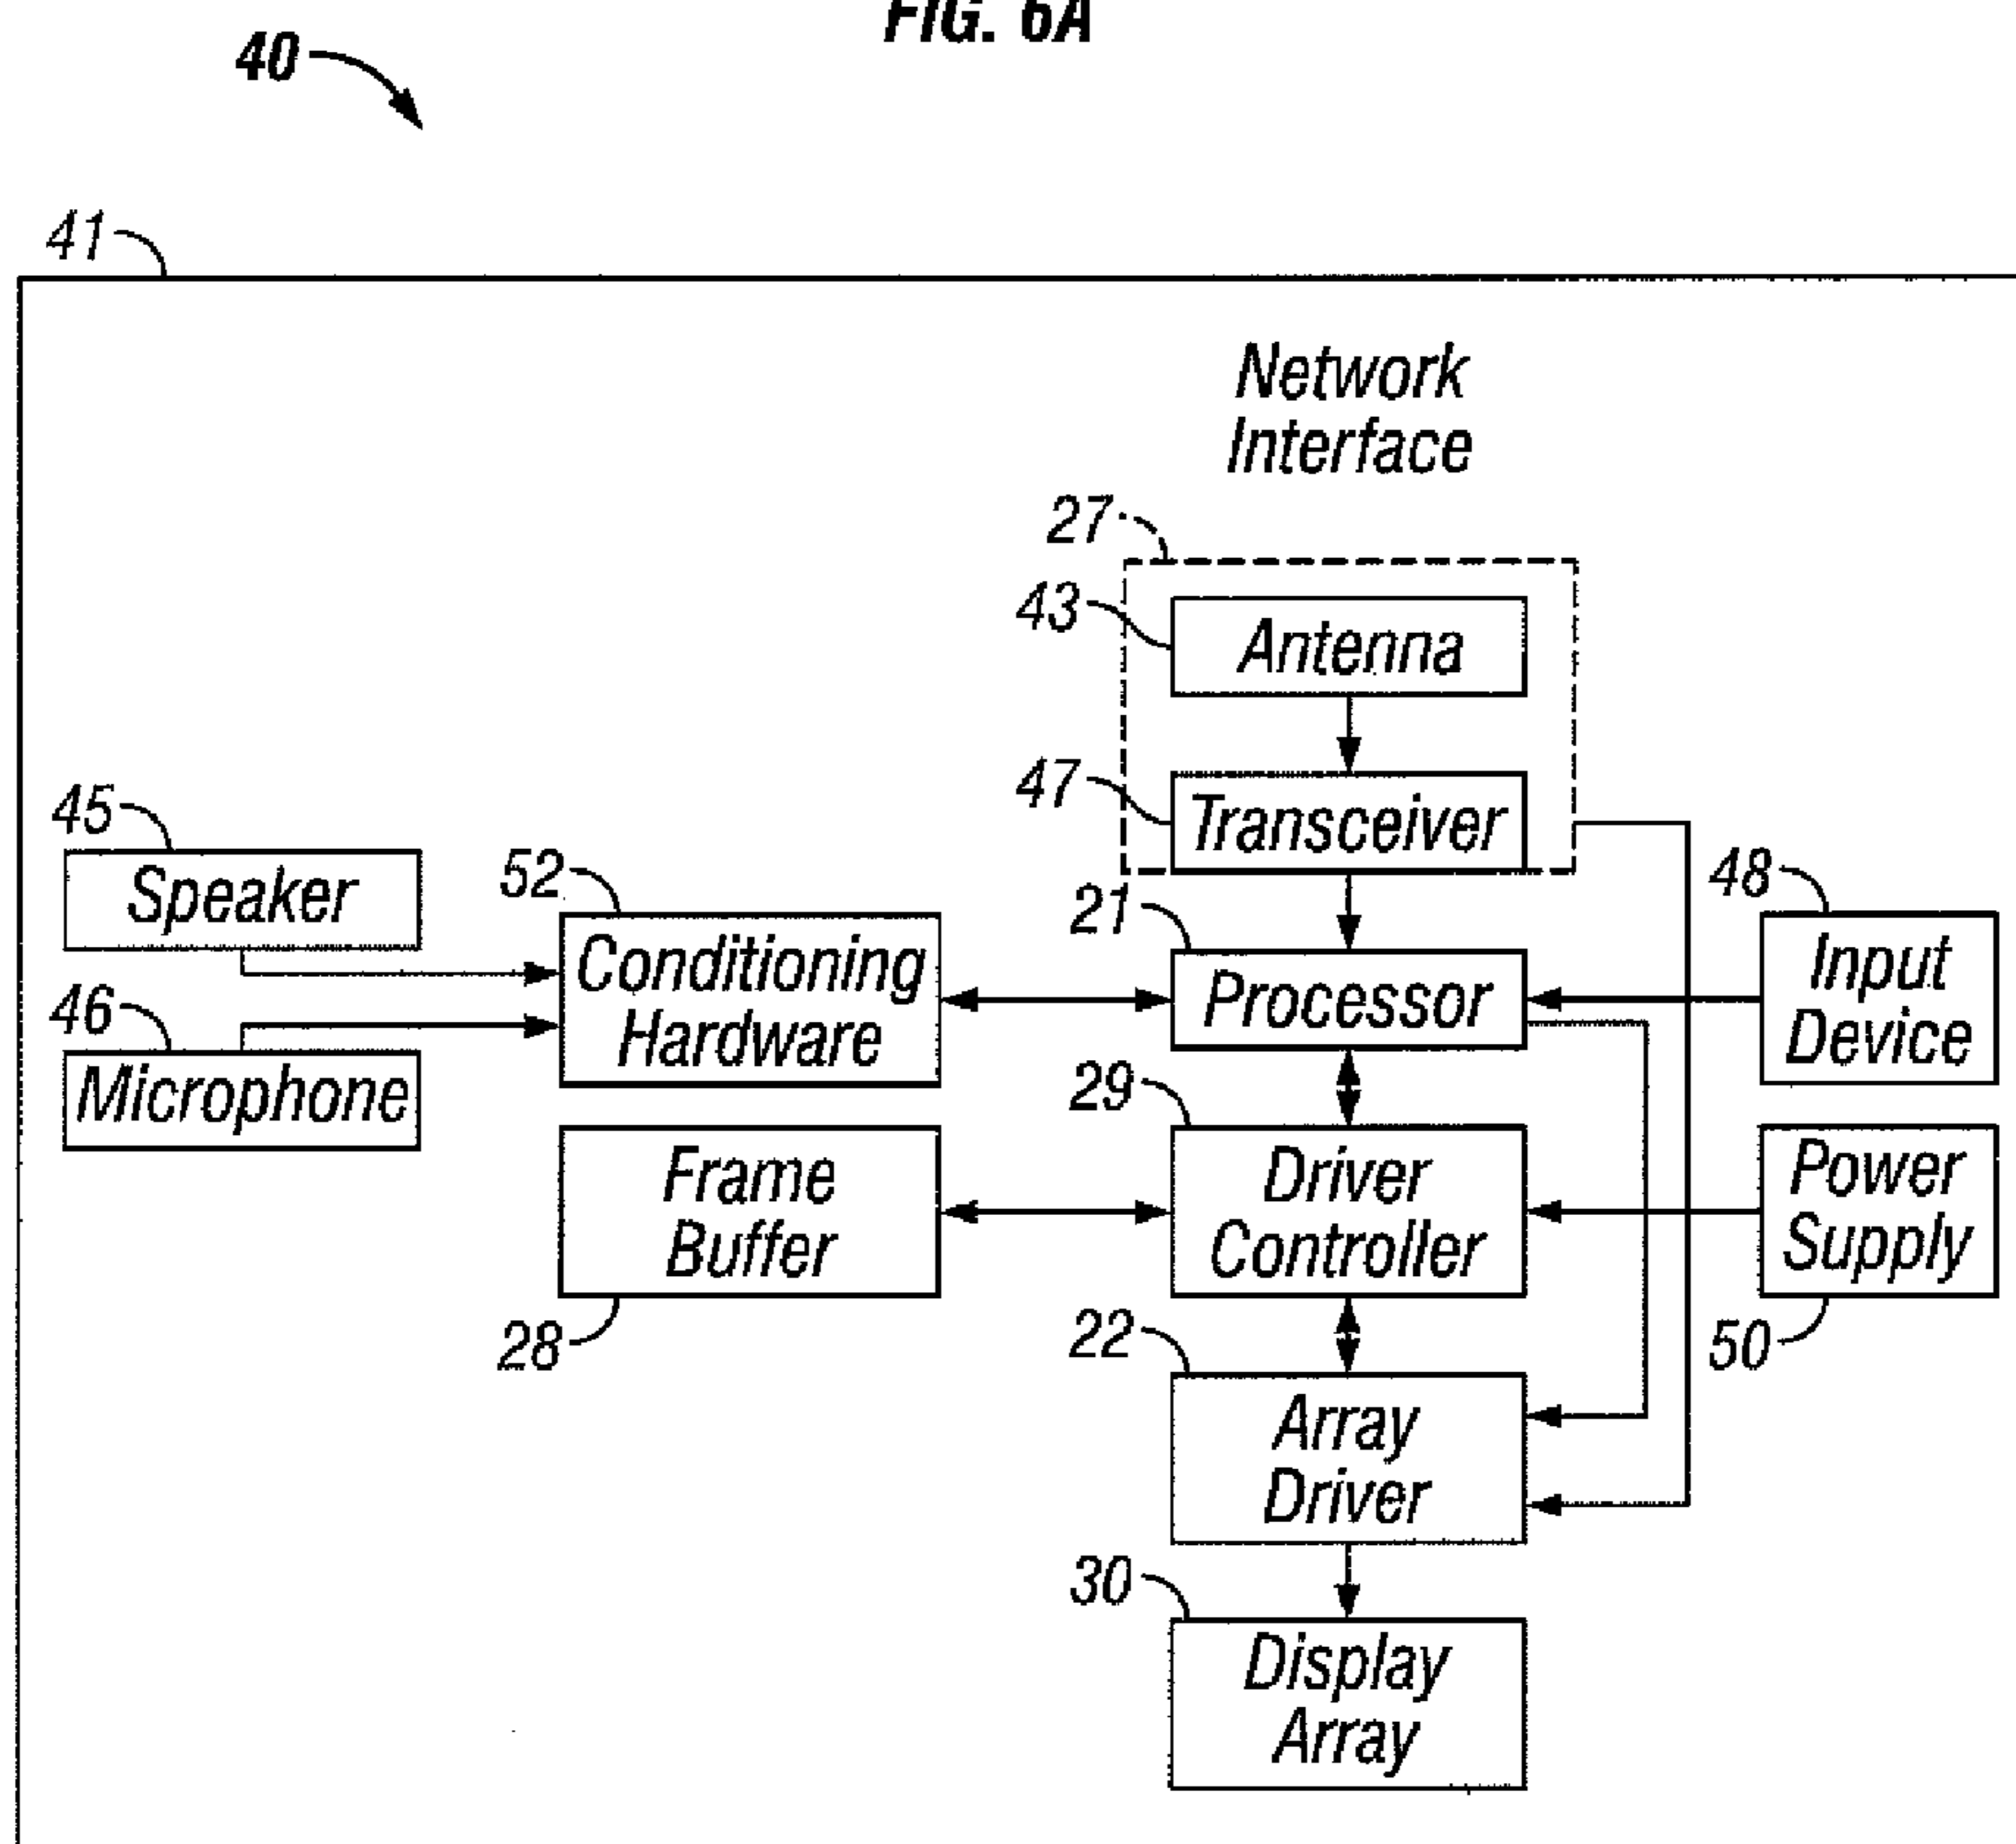 FIG. 6A
40
41
Network
Interface
27
43
Antenna
47
Transceiver
45
Speaker
52
Conditioning
Hardware
21
Processor
48
Input
Device
46
Microphone
29
Driver
Controller
Frame
Buffer
28
Power
Supply
50
22
Array
Driver
30
Display
Array